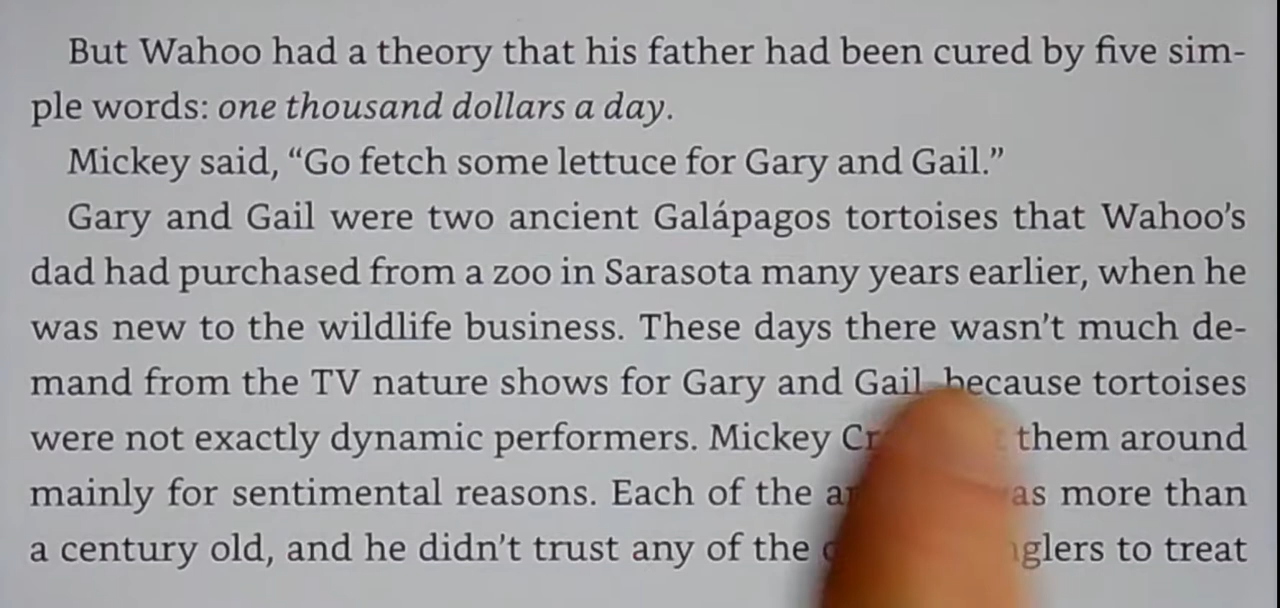 But Wahoo had a theory that his father had been cured by five sim-
ple words: one thousand dollars a day.
Mickey said, “Go fetch some lettuce for Gary and Gail.”
Gary and Gail were two ancient Galápagos tortoises that Wahoo’s
dad had purchased from a zoo in Sarasota many years earlier, when he
was new to the wildlife business. These days there wasn’t much de-
mand from the TV nature shows for Gary and Gail, because tortoises
were not exactly dynamic performers. Mickey them around
mainly for sentimental reasons. Each of the more than
a century old, and he didn’t trust any of the to treat